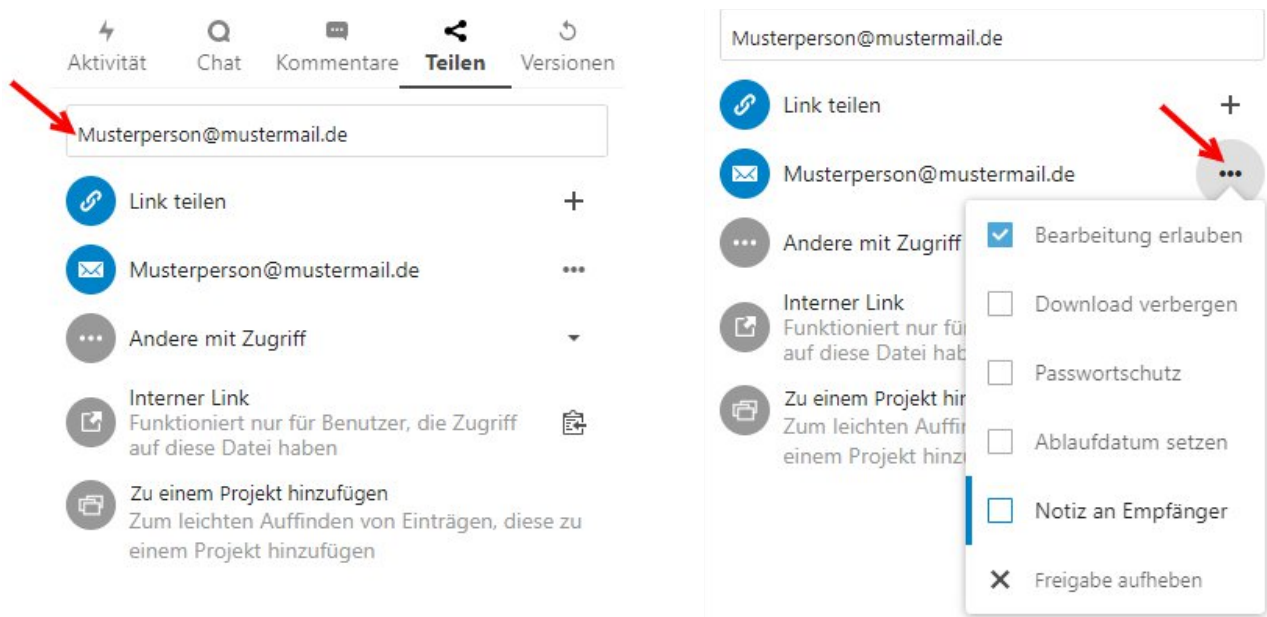 Aktivität Chat Kommentare Teilen Versionen
Musterperson@mustermail.de
Link teilen
Musterperson@mustermail.de
Andere mit Zugriff
Interner Link
Funktioniert nur für Benutzer, die Zugriff
auf diese Datei haben
Zu einem Projekt hinzufügen
Zum leichten Auffinden von Einträgen, diese zu
einem Projekt hinzufügen
Musterperson@mustermail.de
Link teilen
Musterperson@mustermail.de
Andere mit Zugriff
Interner Link
Funktioniert nur fü
auf diese Datei hab
Zu einem Projekt hin
Zum leichten Auffin
einem Projekt hinzu
Bearbeitung erlauben
Download verbergen
Passwortschutz
Ablaufdatum setzen
Notiz an Empfänger
Freigabe aufheben